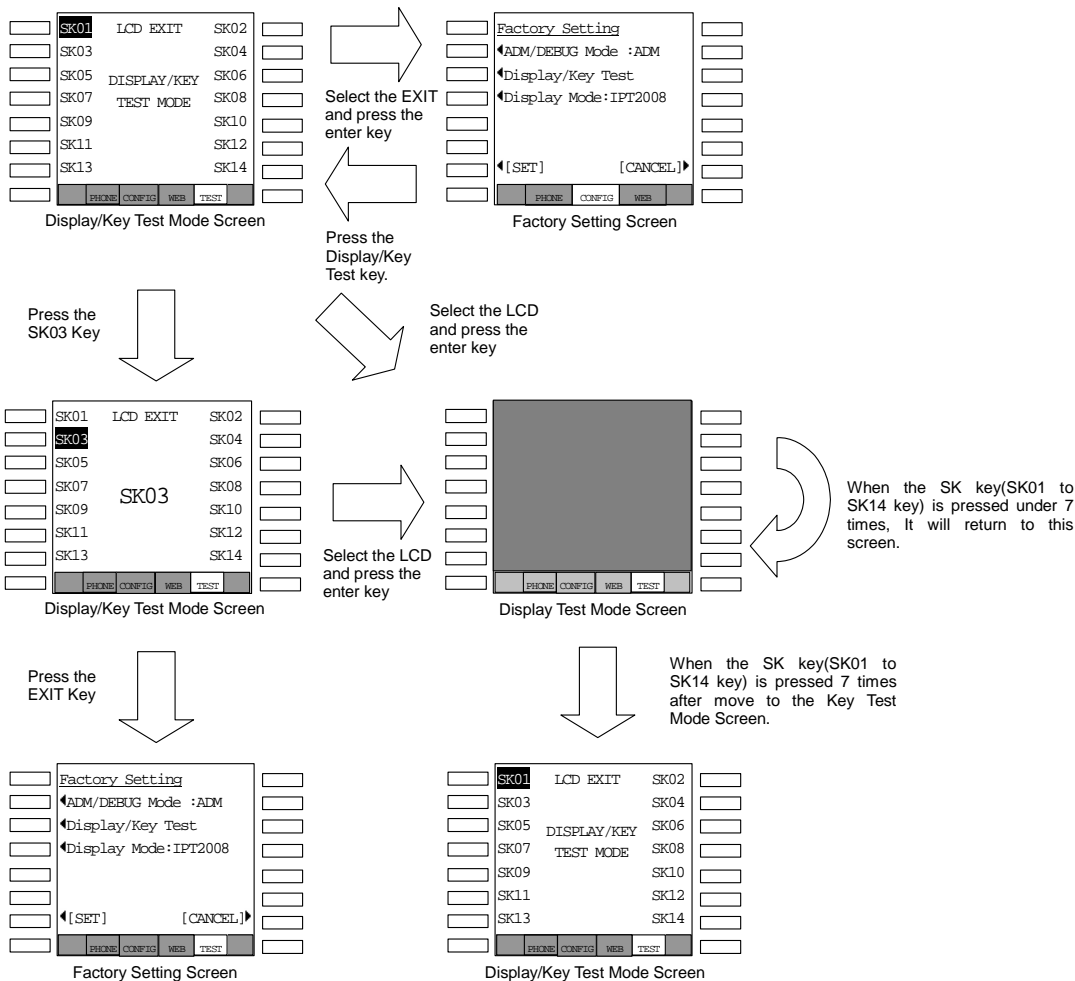 SK01 LCD EXIT SK02
SK03 SK04
SK05 DISPLAY/KEY SK06
SK07 TEST MODE SK08
SK09 SK10
SK11 SK12
SK13 SK14
PHONE CONFIG WEB TEST
Display/Key Test Mode Screen
Select the EXIT
and press the
enter key
Press the
Display/Key
Test key.
Factory Setting
ADM/DEBUG Mode :ADM
Display/Key Test
Display Mode:IPT2008
[SET] [CANCEL]
PHONE CONFIG WEB
Factory Setting Screen
Press the
SK03 Key
Select the LCD
and press the
enter key
SK01 LCD EXIT SK02
SK03 SK04
SK05 SK06
SK07 SK03 SK08
SK09 SK10
SK11 SK12
SK13 SK14
PHONE CONFIG WEB TEST
Display/Key Test Mode Screen
Select the LCD
and press the
enter key
PHONE CONFIG WEB TEST
Display Test Mode Screen
When the SK key(SK01 to
SK14 key) is pressed under 7
times, It will return to this
screen.
Press the
EXIT Key
When the SK key(SK01 to
SK14 key) is pressed 7 times
after move to the Key Test
Mode Screen.
Factory Setting
ADM/DEBUG Mode :ADM
Display/Key Test
Display Mode:IPT2008
[SET] [CANCEL]
PHONE CONFIG WEB TEST
Factory Setting Screen
SK01 LCD EXIT SK02
SK03 SK04
SK05 DISPLAY/KEY SK06
SK07 TEST MODE SK08
SK09 SK10
SK11 SK12
SK13 SK14
PHONE CONFIG WEB TEST
Display/Key Test Mode Screen